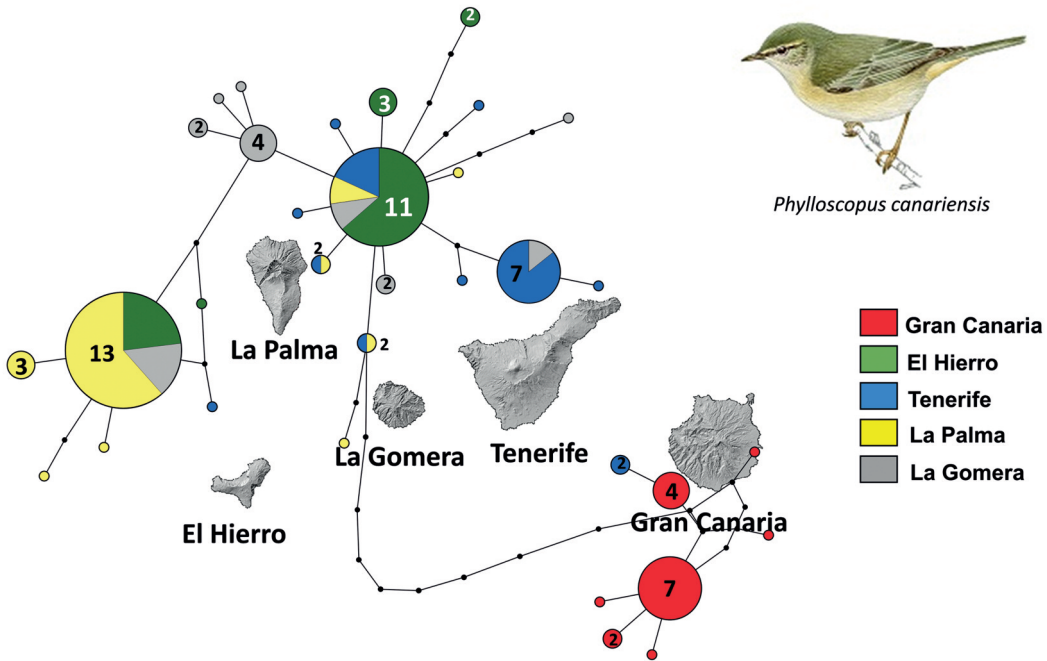 2
3
2
4
11
Phylloscopus canariensis
2
2
7
La Palma
2
13
3
Gran Canaria
El Hierro
Tenerife
La Palma
La Gomera
La Gomera
Tenerife
El Hierro
2
4
Gran Canaria
7
2